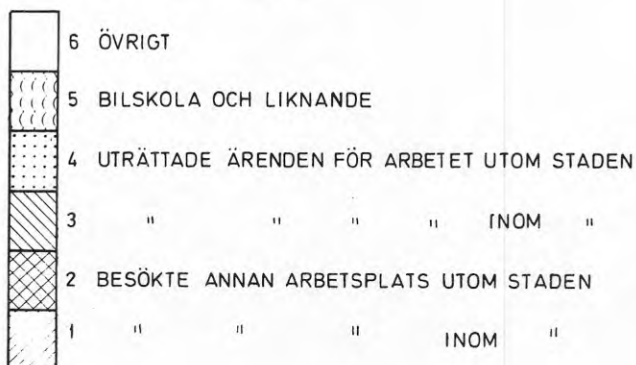 6 ÖVRIGT
5 BILSKOLA OCH LIKNANDE
4 UTRÄTTADE ÄRENDEN FÖR ARBETET UTOM STADEN
3 " " " " INOM "
2 BESÖKTE ANNAN ARBETSPLATS UTOM STADEN
1 " " " INOM "